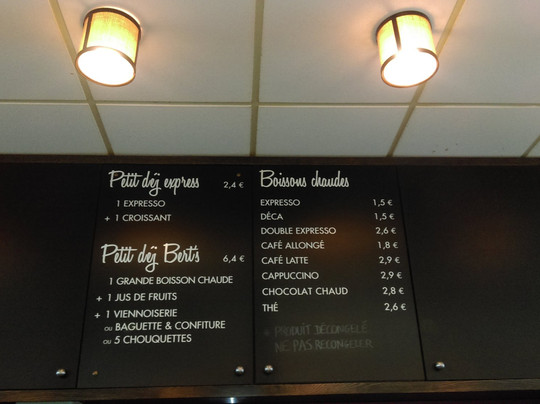 Petit déj express 2,4 €
1 EXPRESSO
+ 1 CROISSANT
Petit déj Bert's 6,4 €
1 GRANDE BOISSON CHAUDE
+ 1 JUS DE FRUITS
+ 1 VIENNOISERIE
OU BAGUETTE & CONFITURE
OU 5 CHOUQUETTES
Boissons chaudes
EXPRESSO 1,5 €
DÉCA 1,5 €
DOUBLE EXPRESSO 2,6 €
CAFÉ ALLONGÉ 1,8 €
CAFÉ LATTE 2,9 €
CAPPUCCINO 2,9 €
CHOCOLAT CHAUD 2,8 €
THÉ 2,6 €
* PRODUIT DÉCONGELÉ
NE PAS RECONGELER